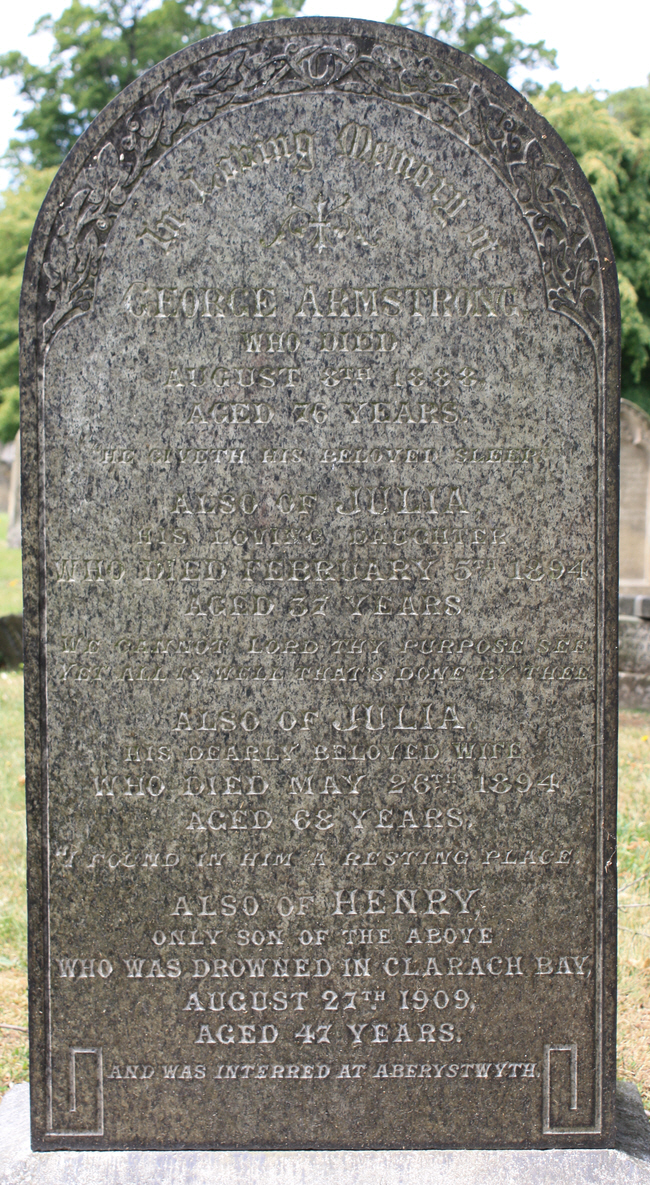 In Loving Memory of
GEORGE ARMSTRONG
WHO DIED
AUGUST 8TH 1888.
AGED 76 YEARS.
"HE GIVETH HIS BELOVED SLEEP."
ALSO OF JULIA
HIS LOVING DAUGHTER
WHO DIED FEBRUARY 5TH 1894
AGED 37 YEARS
WE CANNOT LORD THY PURPOSE SEE
YET ALL IS WELL THAT'S DONE BY THEE
ALSO OF JULIA
HIS DEARLY BELOVED WIFE
WHO DIED MAY 26TH 1894,
AGED 68 YEARS.
"I FOUND IN HIM A RESTING PLACE.
ALSO OF HENRY,
ONLY SON OF THE ABOVE
WHO WAS DROWNED IN CLARACH BAY,
AUGUST 27TH 1909,
AGED 47 YEARS.
AND WAS INTERRED AT ABERYSTWYTH.